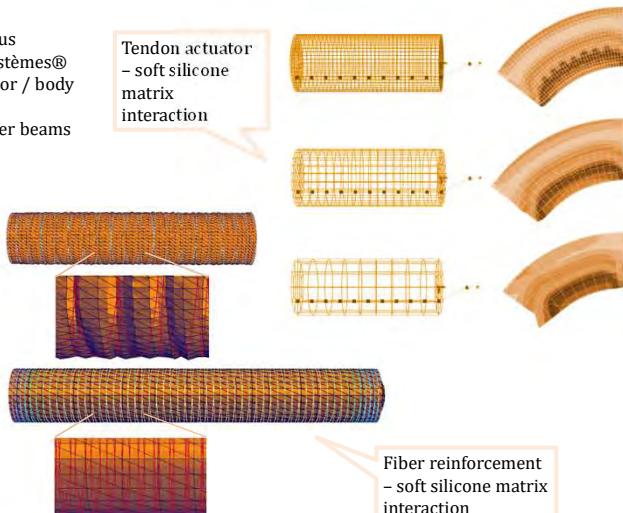 us
stèmes®
or / body
er beams
Tendon actuator
– soft silicone
matrix
interaction
Fiber reinforcement
– soft silicone matrix
interaction